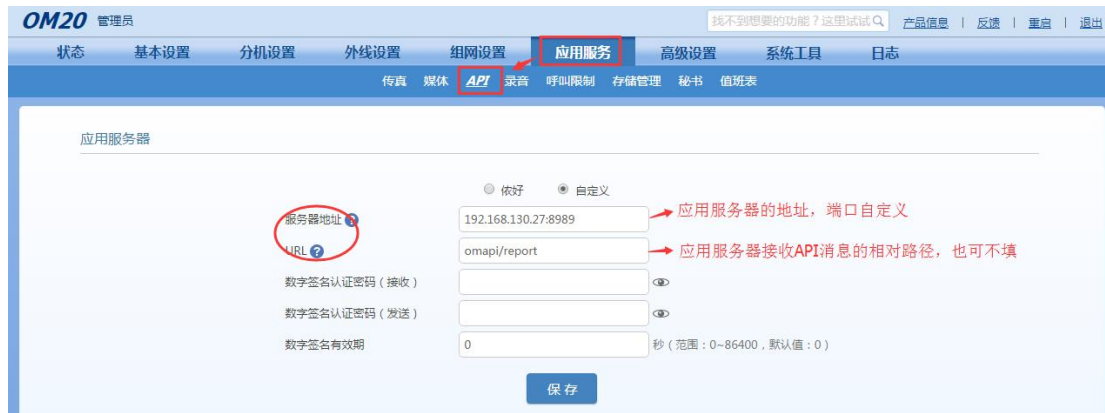 OM20 管理员 找不到想要的功能？这里试试 产品信息 | 反馈 | 重启 | 退出
状态 基本设置 分机设置 外线设置 组网设置 应用服务 高级设置 系统工具 日志
传真 媒体 API 录音 呼叫限制 存储管理 秘书 值班表
应用服务器
侬好 自定义
服务器地址 ? 192.168.130.27:8989 应用服务器的地址，端口自定义
URL ? omapi/report 应用服务器接收API消息的相对路径，也可不填
数字签名认证密码（接收）
数字签名认证密码（发送）
数字签名有效期 0 秒（范围：0~86400，默认值：0）
保存